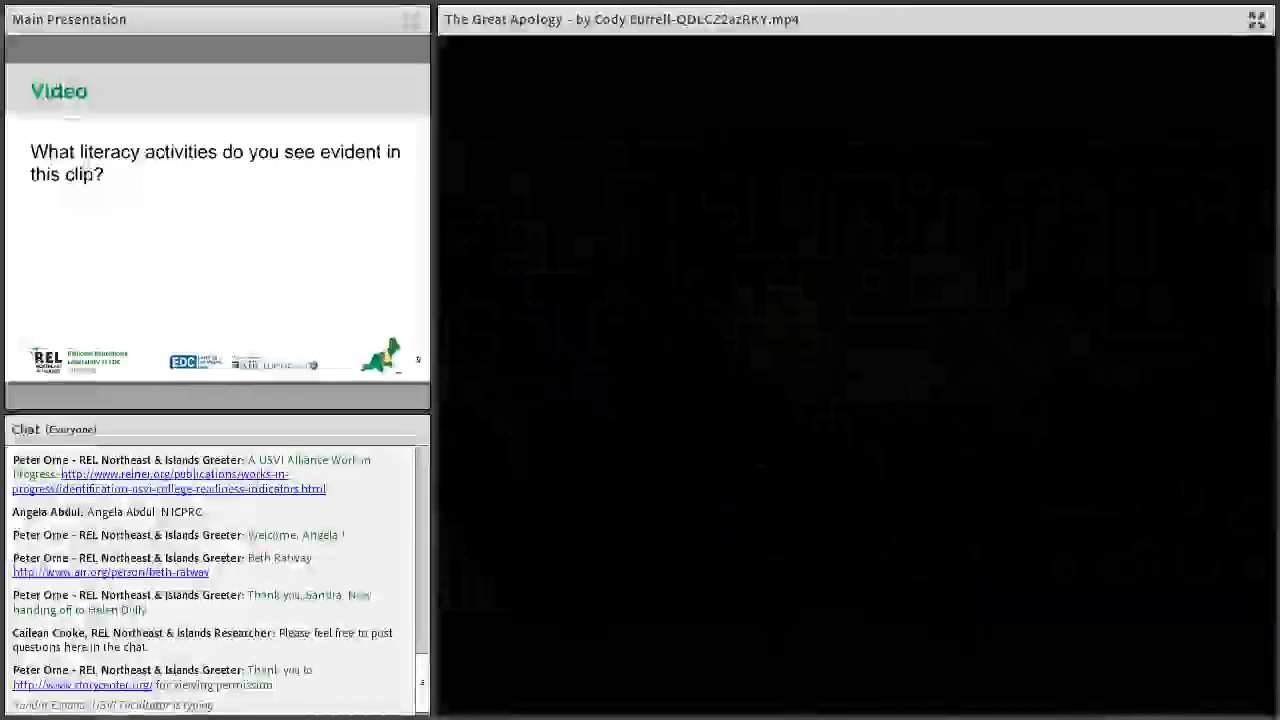 Main Presentation
Video
What literacy activities do you see evident in
this clip?
REL
EDC
9
Chat (Everyone)
Peter Orne - REL Northeast & Islands Greeter: A USVI Alliance Work in
Progress: http://www.relnei.org/publications/works-in-
progress/identification-usvi-college-readiness-indicators.html
Angela Abdul: Angela Abdul NICPRC
Peter Orne - REL Northeast & Islands Greeter: Welcome, Angela !
Peter Orne - REL Northeast & Islands Greeter: Beth Ratway
http://www.air.org/person/beth-ratway
Peter Orne - REL Northeast & Islands Greeter: Thank you, Sandra. Now
handing off to Helen Duffy
Cailean Cooke, REL Northeast & Islands Researcher: Please feel free to post
questions here in the chat.
Peter Orne - REL Northeast & Islands Greeter: Thank you to
http://www.storycenter.org/ for viewing permission
USVI Facilitator is typing
The Great Apology - by Cody Burrell-QDLCZ2azRKY.mp4